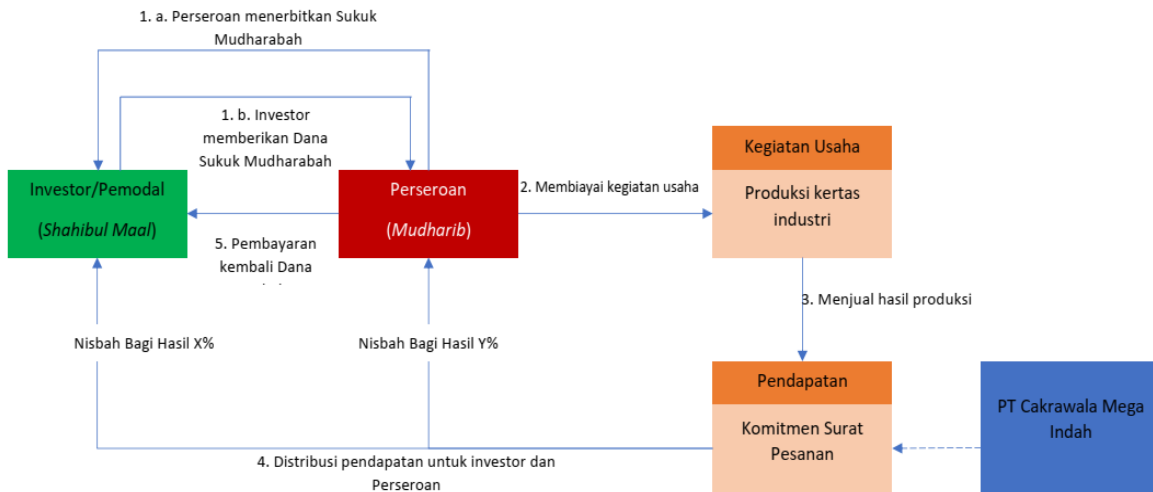 1. a. Perseroan menerbitkan Sukuk
Mudharabah
1. b. Investor
memberikan Dana
Sukuk Mudharabah
Investor/Pemodal
(Shahibul Maal)
Perseroan
(Mudharib)
2. Membiayai kegiatan usaha
Kegiatan Usaha
Produksi kertas
industri
5. Pembayaran
kembali Dana
3. Menjual hasil produksi
Nisbah Bagi Hasil X%
Nisbah Bagi Hasil Y%
Pendapatan
Komitmen Surat
Pesanan
PT Cakrawala Mega
Indah
4. Distribusi pendapatan untuk investor dan
Perseroan